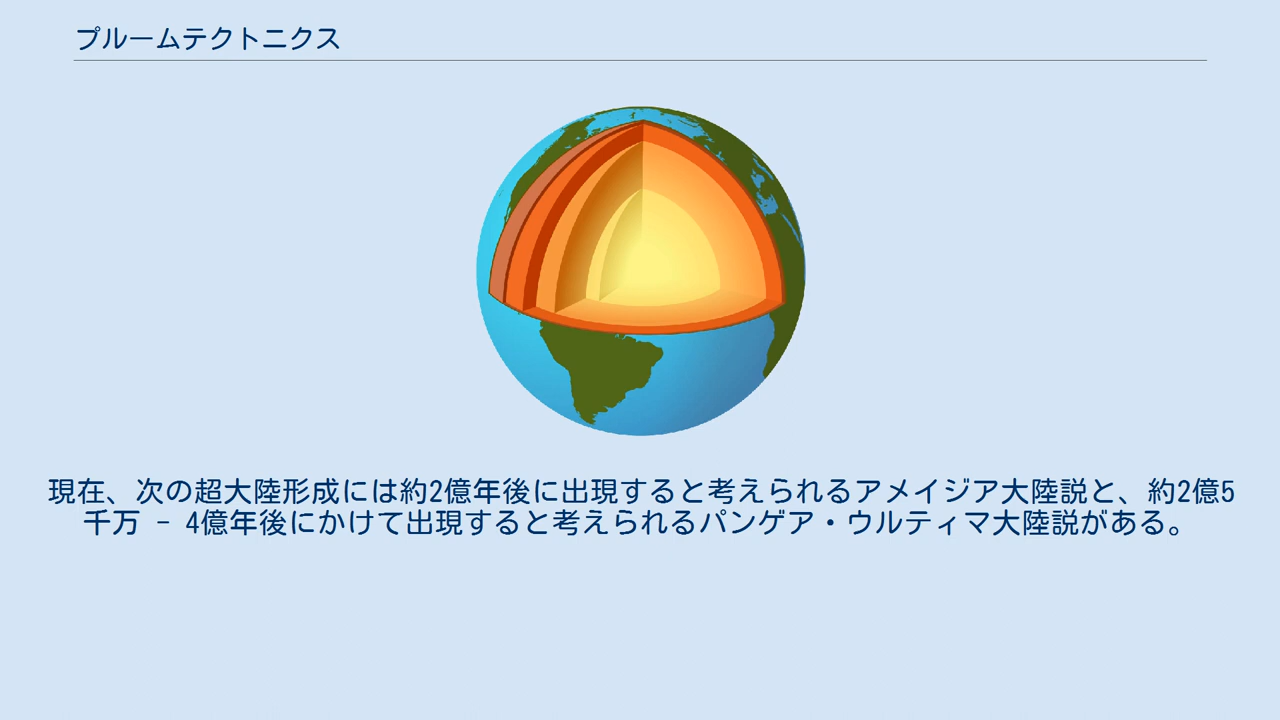 プルームテクトニクス
現在、次の超大陸形成には約2億年後に出現すると考えられるアメイジア大陸説と、約2億5
千万 - 4億年後にかけて出現すると考えられるパンゲア・ウルティマ大陸説がある。